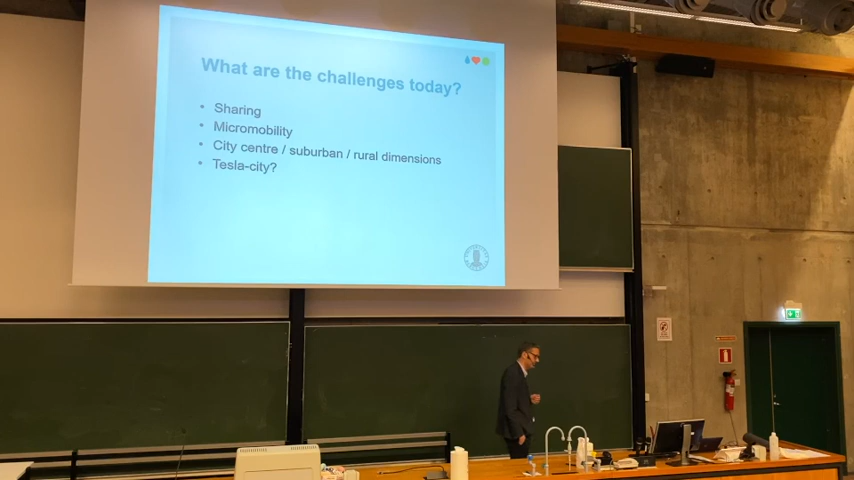 What are the challenges today?
• Sharing
• Micromobility
• City centre / suburban / rural dimensions
• Tesla-city?